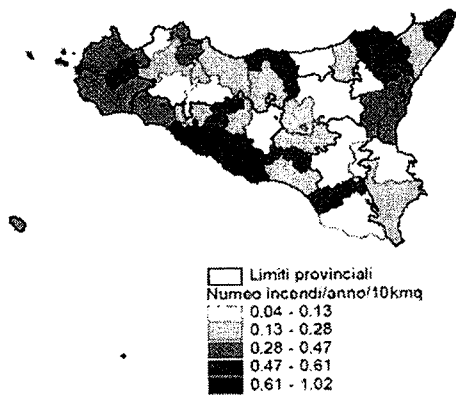 Limiti provinciali
Numeo incendi/anno/10kmq
0.04 - 0.13
0.13 - 0.28
0.28 - 0.47
0.47 - 0.61
0.61 - 1.02